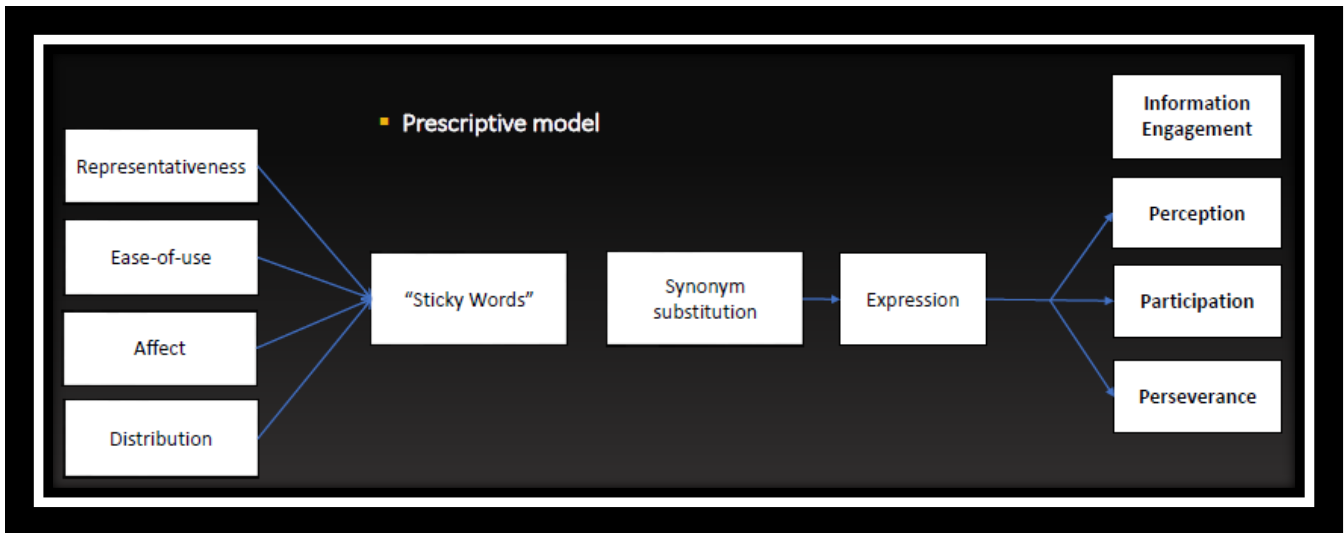 ▪ Prescriptive model
Representativeness
Ease-of-use
Affect
Distribution
“Sticky Words”
Synonym
substitution
Expression
Information
Engagement
Perception
Participation
Perseverance